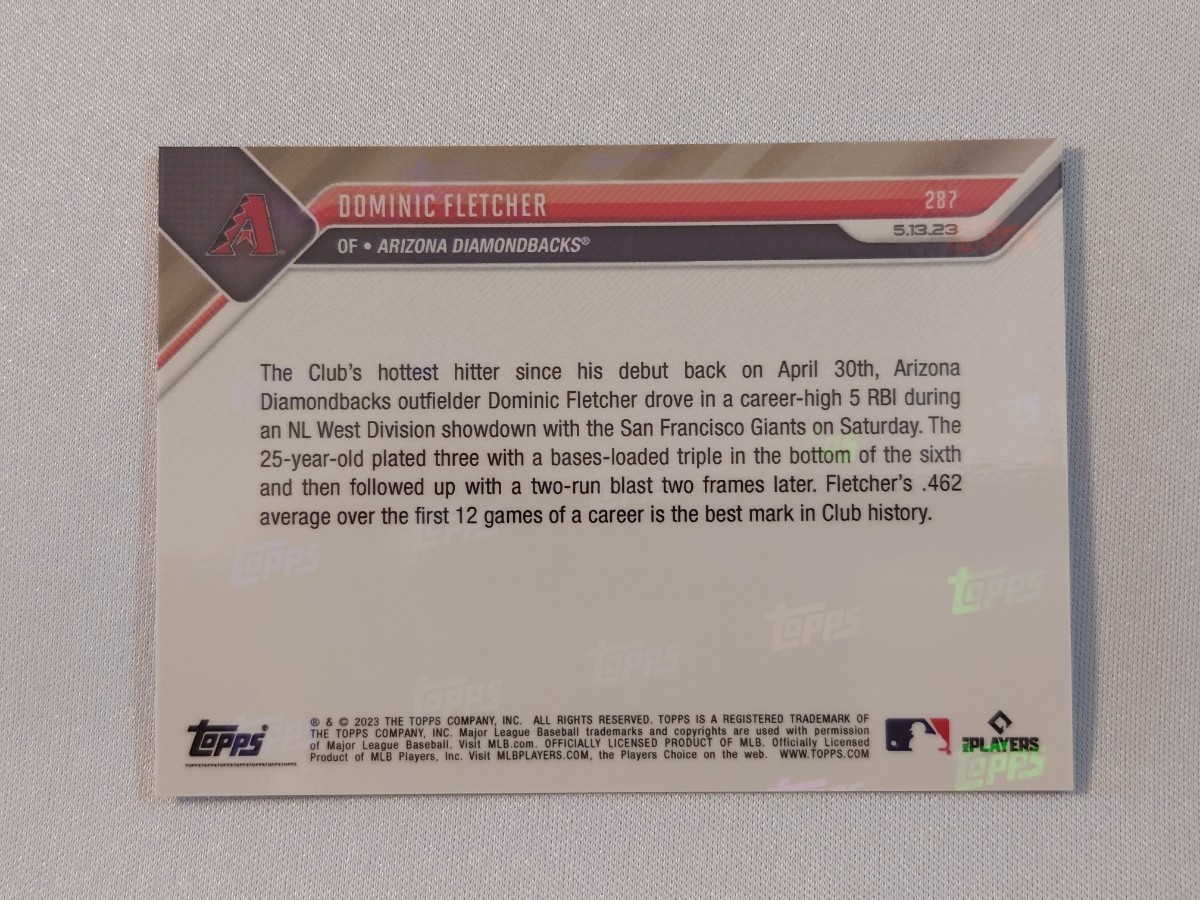 DOMINIC FLETCHER
287
OF • ARIZONA DIAMONDBACKS®
5.13.23
The Club's hottest hitter since his debut back on April 30th, Arizona
Diamondbacks outfielder Dominic Fletcher drove in a career-high 5 RBI during
an NL West Division showdown with the San Francisco Giants on Saturday. The
25-year-old plated three with a bases-loaded triple in the bottom of the sixth
and then followed up with a two-run blast two frames later. Fletcher's .462
average over the first 12 games of a career is the best mark in Club history.
TOPPS
TOPPS
TOPPS
TOPPS
TOPPS
TOPPS
TOPPS®
® & © 2023 THE TOPPS COMPANY, INC. ALL RIGHTS RESERVED. TOPPS IS A REGISTERED TRADEMARK OF
THE TOPPS COMPANY, INC. Major League Baseball trademarks and copyrights are used with permission
of Major League Baseball. Visit MLB.com. OFFICIALLY LICENSED PRODUCT OF MLB. Officially Licensed
Product of MLB Players, Inc. Visit MLBPLAYERS.COM, the Players Choice on the web. WWW.TOPPS.COM
PLAYERS
TOPPS